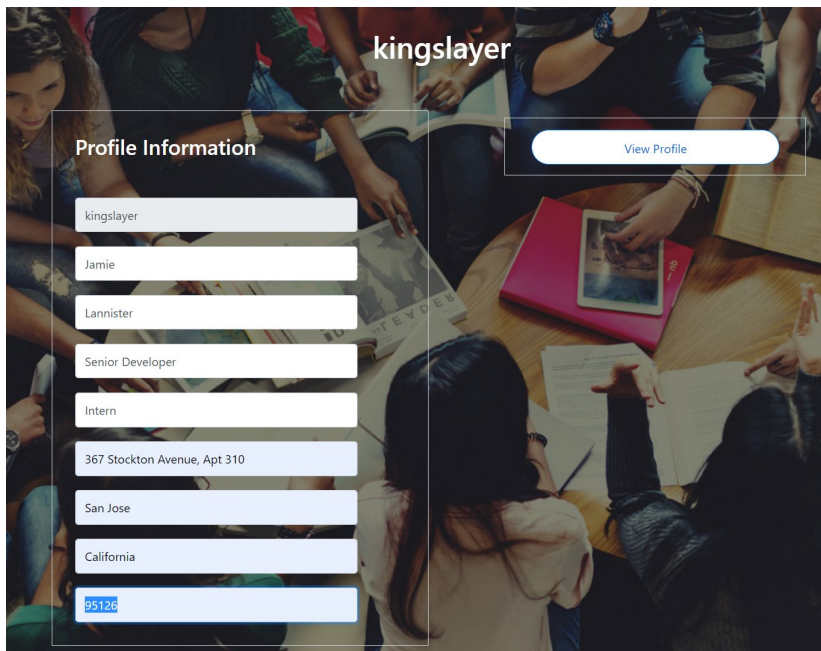 kingslayer
Profile Information
View Profile
kingslayer
Jamie
Lannister
Senior Developer
Intern
367 Stockton Avenue, Apt 310
San Jose
California
95126
LEADER